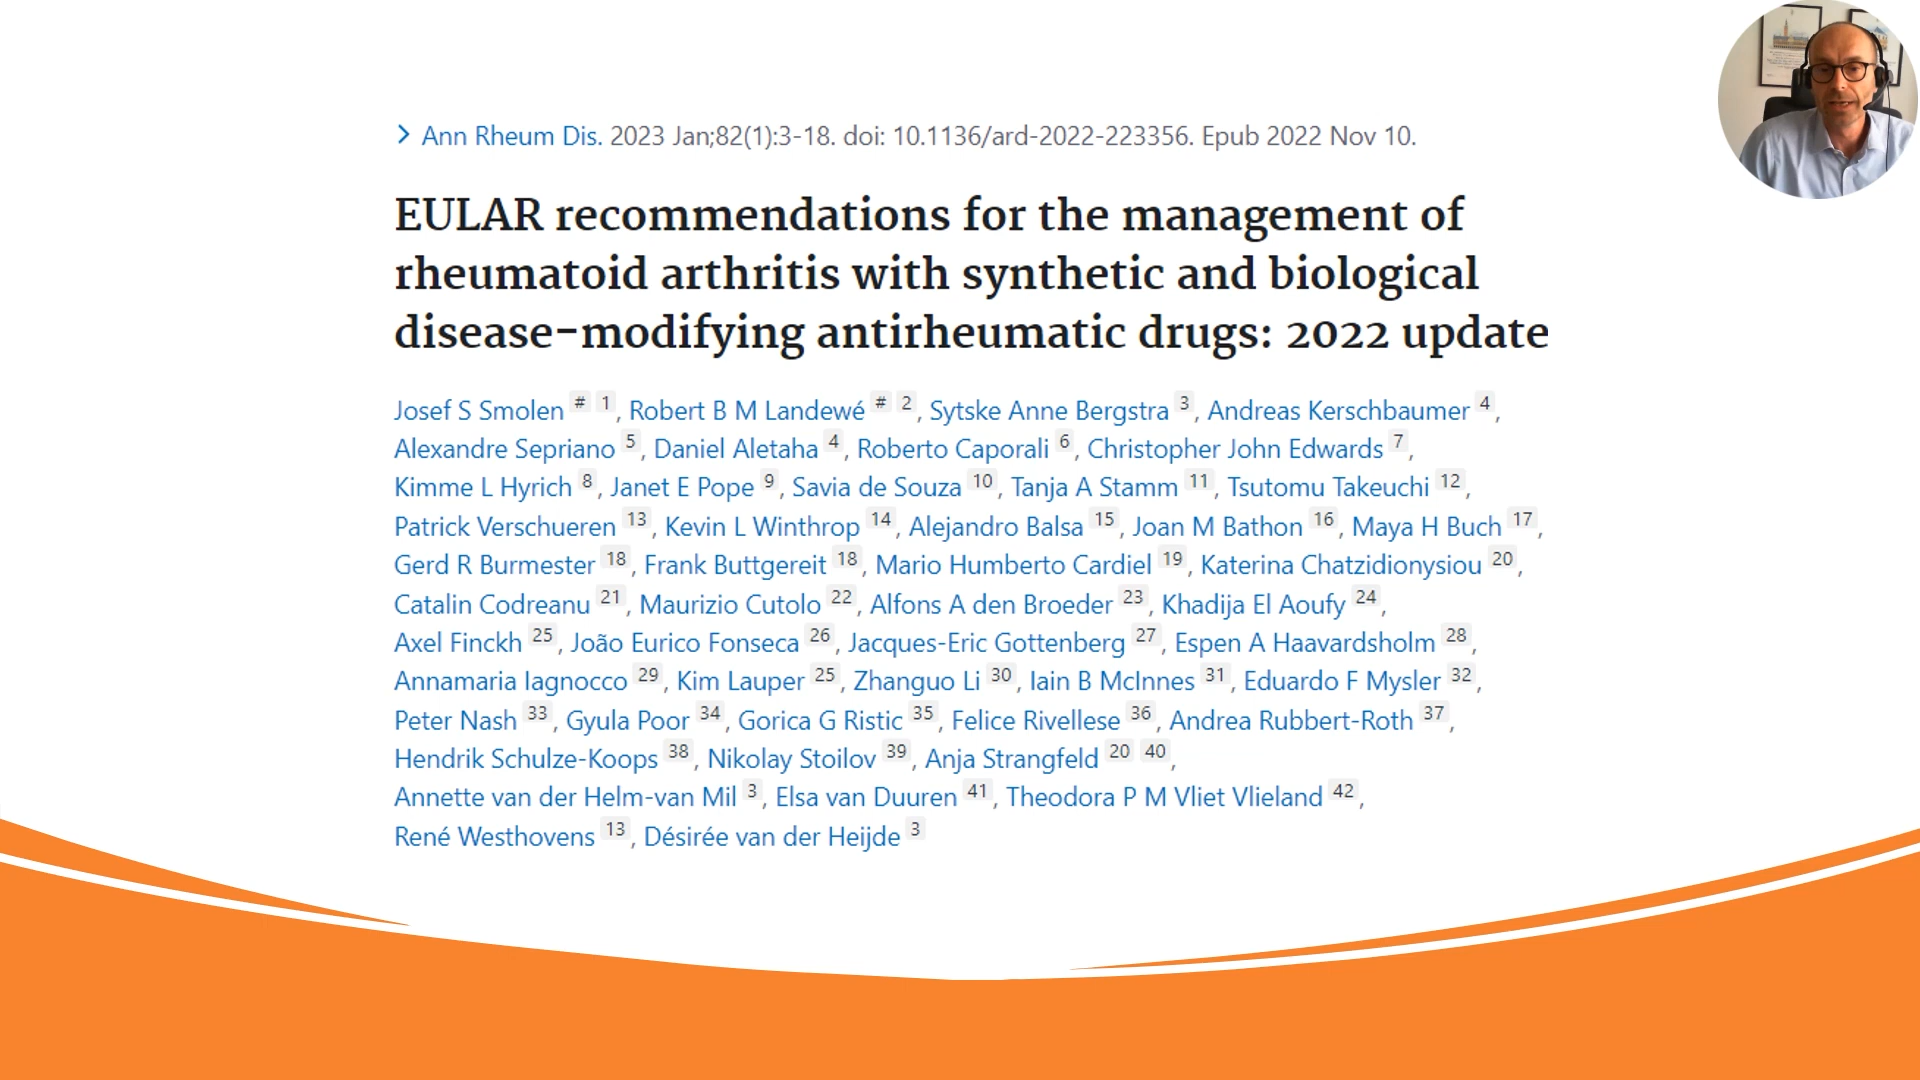 Ann Rheum Dis. 2023 Jan;82(1):3-18. doi: 10.1136/ard-2022-223356. Epub 2022 Nov 10.
EULAR recommendations for the management of
rheumatoid arthritis with synthetic and biological
disease-modifying antirheumatic drugs: 2022 update
Josef S Smolen # 1, Robert B M Landewé # 2, Sytske Anne Bergstra 3, Andreas Kerschbaumer 4,
Alexandre Sepriano 5, Daniel Aletaha 4, Roberto Caporali 6, Christopher John Edwards 7,
Kimme L Hyrich 8, Janet E Pope 9, Savia de Souza 10, Tanja A Stamm 11, Tsutomu Takeuchi 12,
Patrick Verschueren 13, Kevin L Winthrop 14, Alejandro Balsa 15, Joan M Bathon 16, Maya H Buch 17,
Gerd R Burmester 18, Frank Buttgereit 18, Mario Humberto Cardiel 19, Katerina Chatzidionysiou 20,
Catalin Codreanu 21, Maurizio Cutolo 22, Alfons A den Broeder 23, Khadija El Aoufy 24,
Axel Finckh 25, João Eurico Fonseca 26, Jacques-Eric Gottenberg 27, Espen A Haavardsholm 28,
Annamaria Iagnocco 29, Kim Lauper 25, Zhanguo Li 30, Iain B McInnes 31, Eduardo F Mysler 32,
Peter Nash 33, Gyula Poor 34, Gorica G Ristic 35, Felice Rivellese 36, Andrea Rubbert-Roth 37,
Hendrik Schulze-Koops 38, Nikolay Stoilov 39, Anja Strangfeld 20 40,
Annette van der Helm-van Mil 3, Elsa van Duuren 41, Theodora P M Vliet Vlieland 42,
René Westhovens 13, Désirée van der Heijde 3